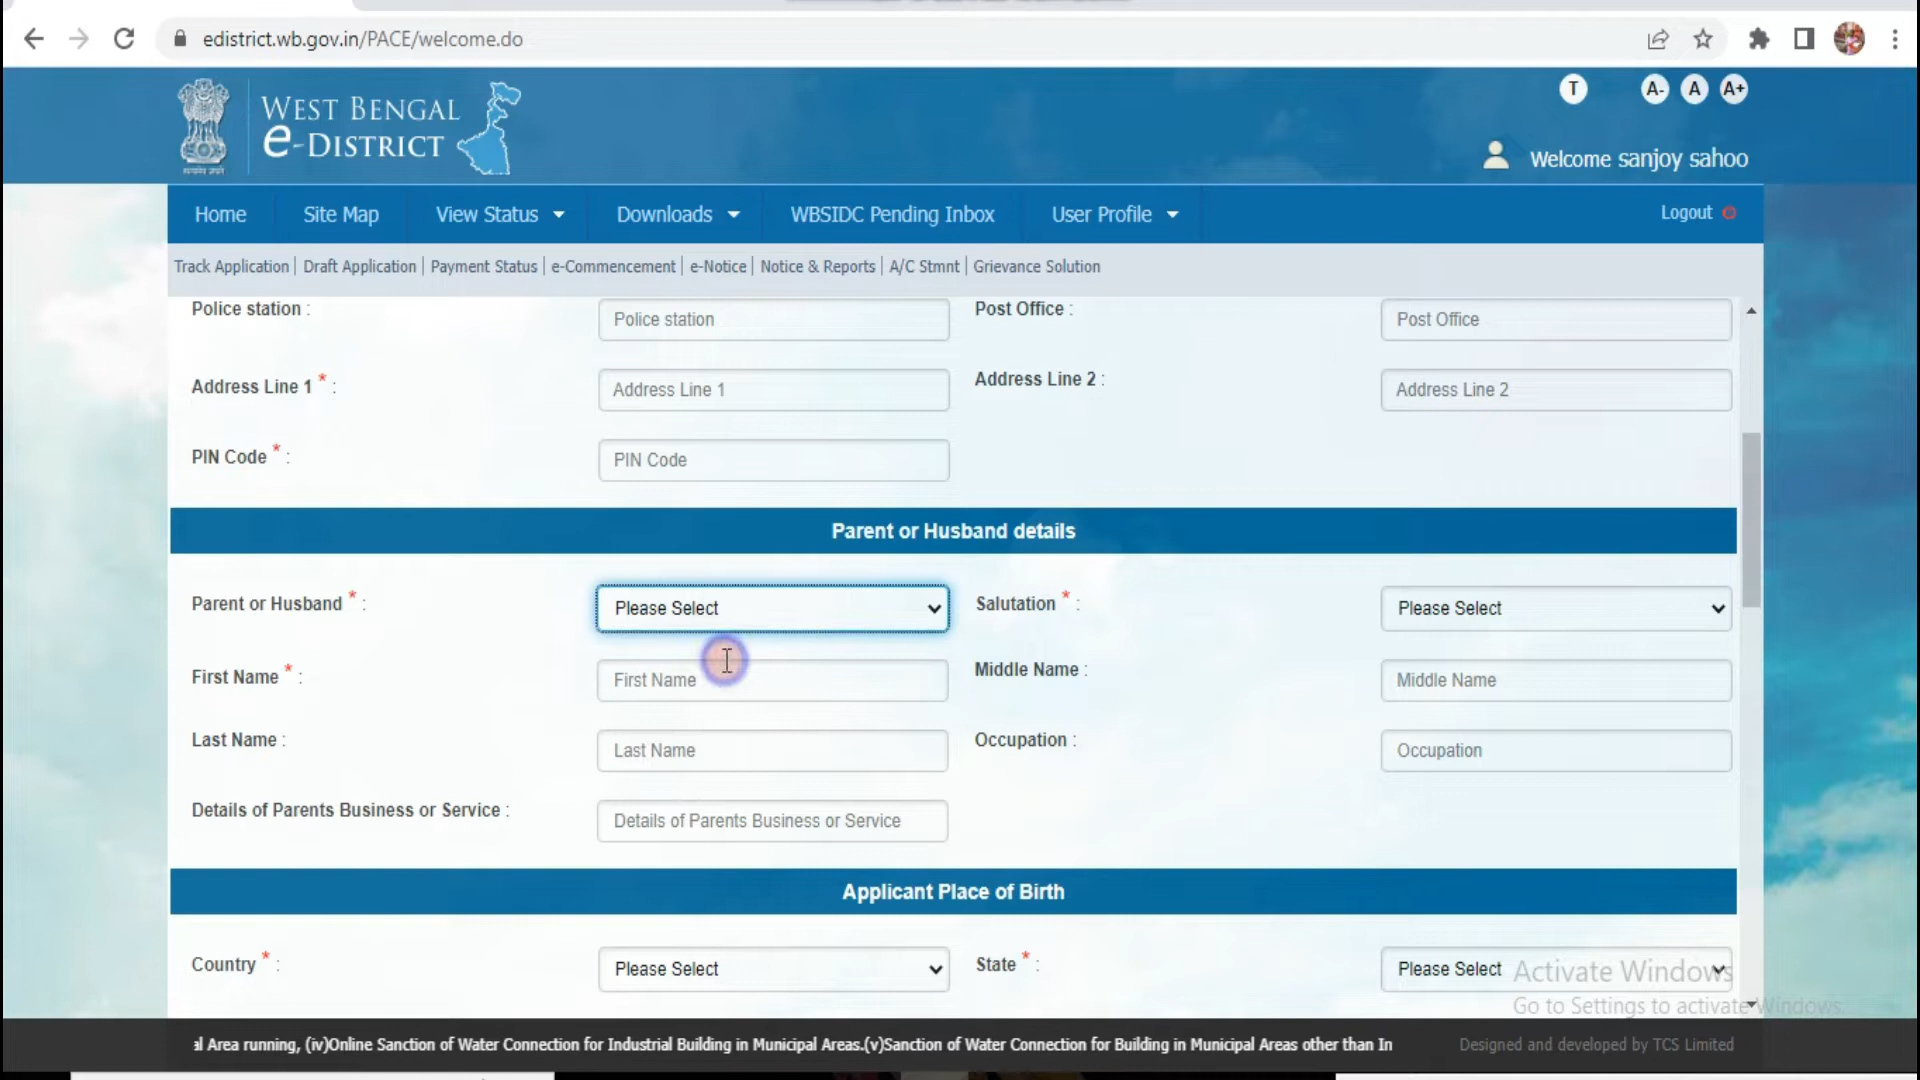 edistrict.wb.gov.in/PACE/welcome.do
WEST BENGAL
e-DISTRICT
T A- A A+
Welcome sanjoy sahoo
Home Site Map View Status Downloads WBSIDC Pending Inbox User Profile Logout
Track Application | Draft Application | Payment Status | e-Commencement | e-Notice | Notice & Reports | A/C Stmnt | Grievance Solution
Police station : Police station Post Office : Post Office
Address Line 1 * : Address Line 1 Address Line 2 : Address Line 2
PIN Code * : PIN Code
Parent or Husband details
Parent or Husband * : Please Select Salutation * : Please Select
First Name * : First Name Middle Name : Middle Name
Last Name : Last Name Occupation : Occupation
Details of Parents Business or Service : Details of Parents Business or Service
Applicant Place of Birth
Country * : Please Select State * : Please Select
Activate Windows
Go to Settings to activate Windows.
al Area running, (iv)Online Sanction of Water Connection for Industrial Building in Municipal Areas.(v)Sanction of Water Connection for Building in Municipal Areas other than In
Designed and developed by TCS Limited